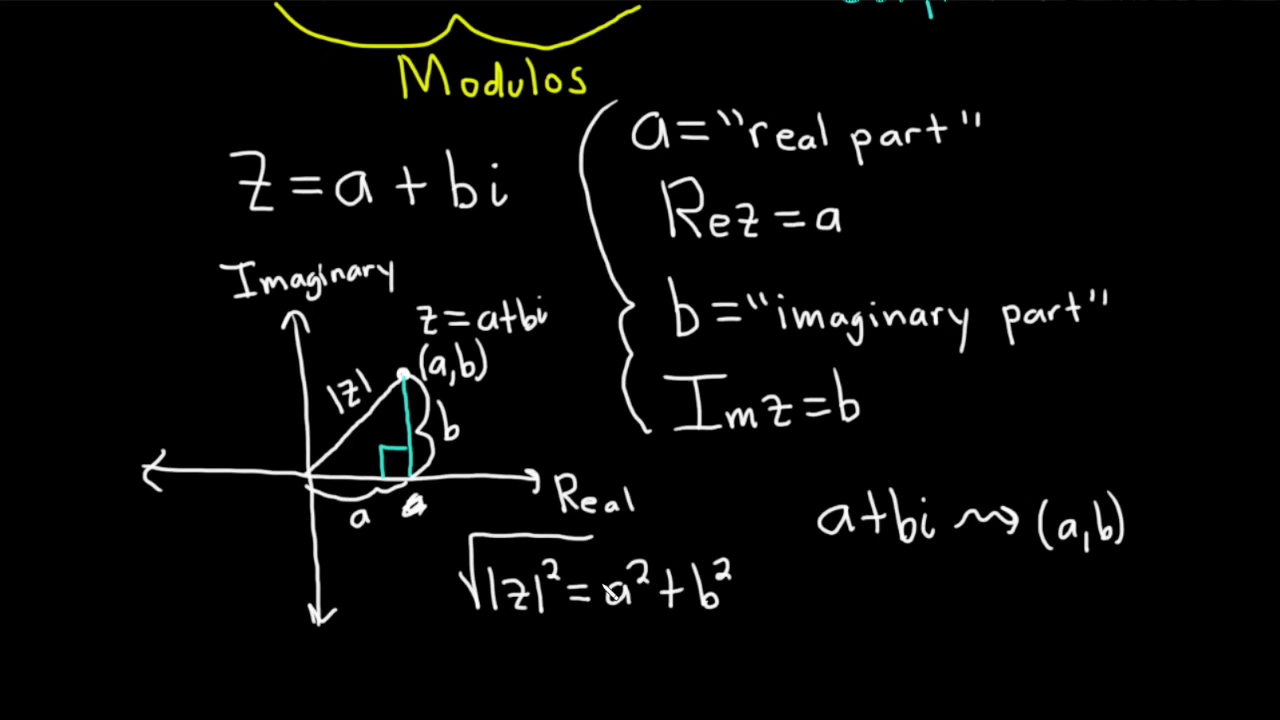 Modulos
z = a + bi
a = "real part"
Re z = a
b = "imaginary part"
Im z = b
Imaginary
z = a+bi
(a,b)
|z|
b
Real
a
√|z|² = a² + b²
a+bi ⇝ (a,b)